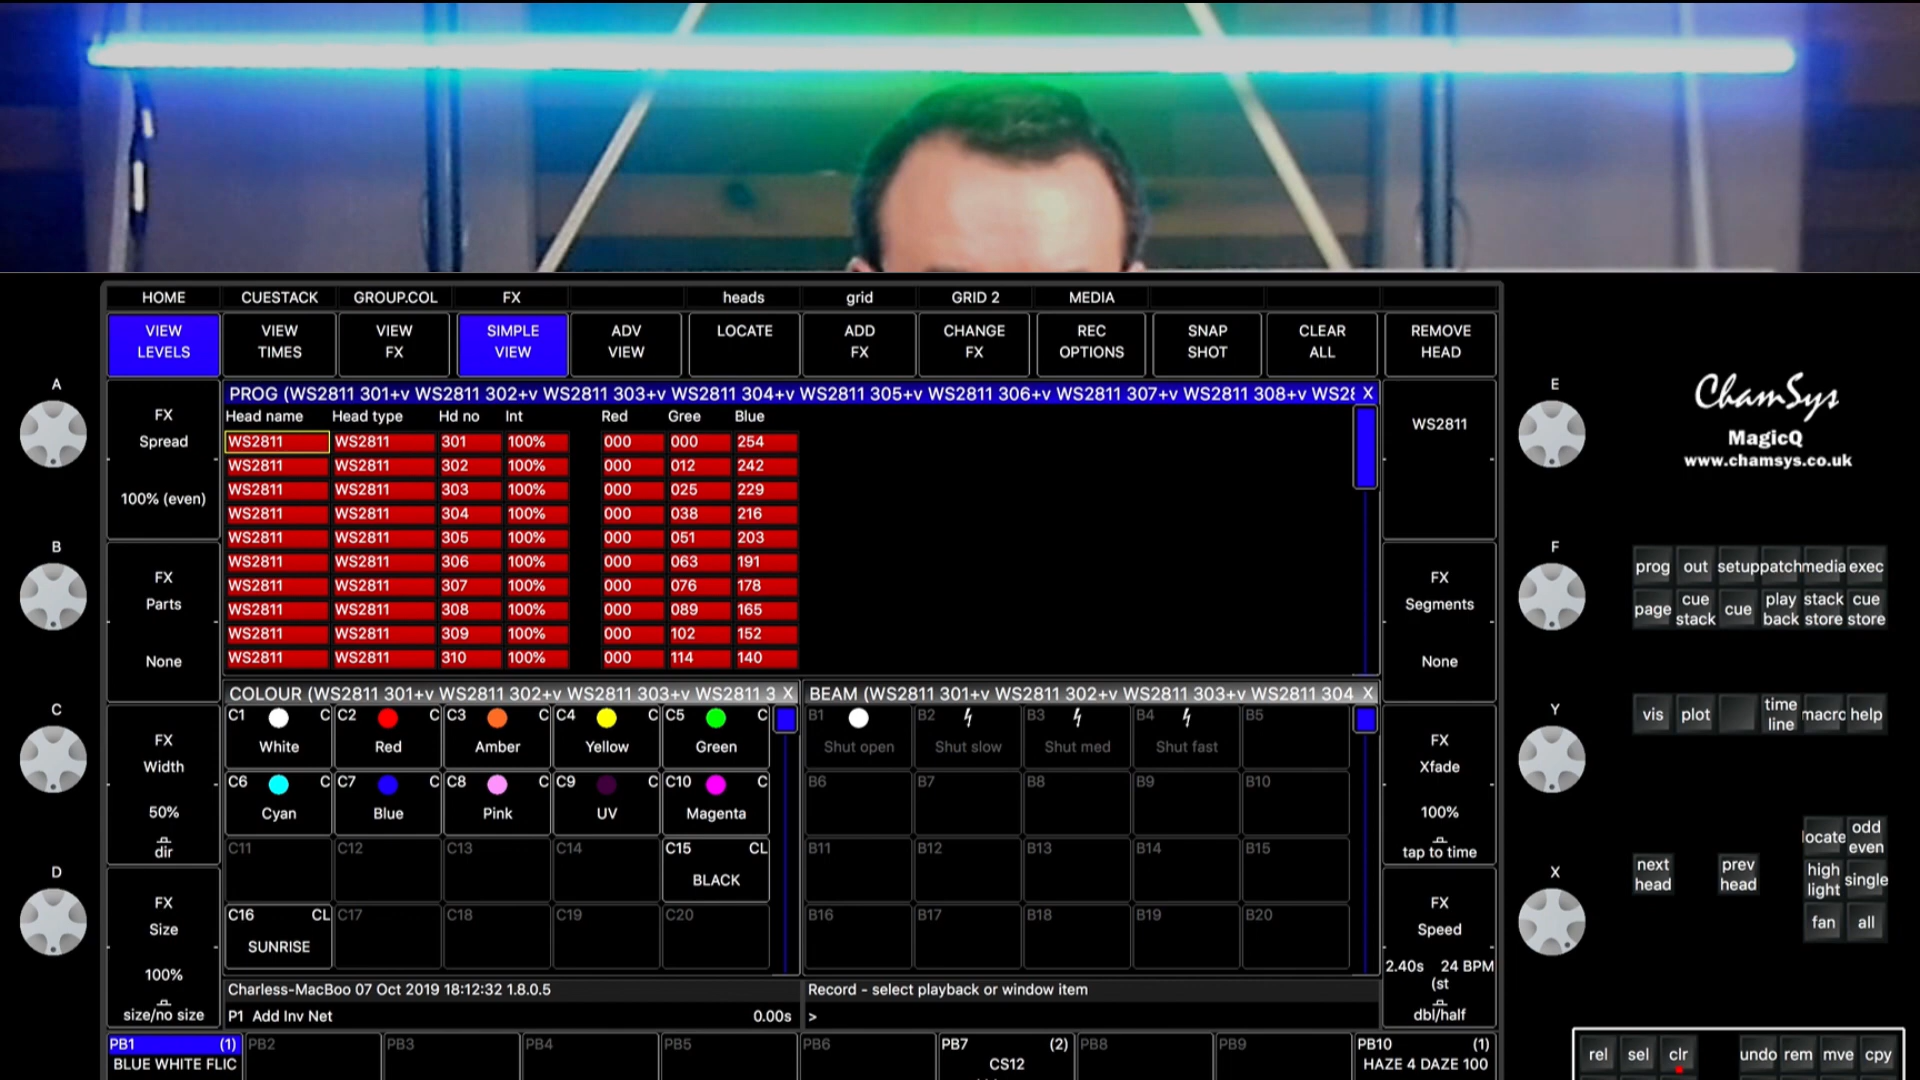 HOME CUESTACK GROUP.COL FX heads grid GRID 2 MEDIA
VIEW LEVELS
VIEW TIMES
VIEW FX
SIMPLE VIEW
ADV VIEW
LOCATE
ADD FX
CHANGE FX
REC OPTIONS
SNAP SHOT
CLEAR ALL
REMOVE HEAD
A
FX Spread
100% (even)
B
FX Parts
None
C
FX Width
50%
dir
D
FX Size
100%
size/no size
PROG (WS2811 301+v WS2811 302+v WS2811 303+v WS2811 304+v WS2811 305+v WS2811 306+v WS2811 307+v WS2811 308+v WS28 X
Head name Head type Hd no Int Red Gree Blue
WS2811 WS2811 301 100% 000 000 254
WS2811 WS2811 302 100% 000 012 242
WS2811 WS2811 303 100% 000 025 229
WS2811 WS2811 304 100% 000 038 216
WS2811 WS2811 305 100% 000 051 203
WS2811 WS2811 306 100% 000 063 191
WS2811 WS2811 307 100% 000 076 178
WS2811 WS2811 308 100% 000 089 165
WS2811 WS2811 309 100% 000 102 152
WS2811 WS2811 310 100% 000 114 140
COLOUR (WS2811 301+v WS2811 302+v WS2811 303+v WS2811 3 X
C1 C C2 C C3 C C4 C C5 C
White Red Amber Yellow Green
C6 C C7 C C8 C C9 C C10 C
Cyan Blue Pink UV Magenta
C11 C12 C13 C14 C15 CL
BLACK
C16 CL C17 C18 C19 C20
SUNRISE
BEAM (WS2811 301+v WS2811 302+v WS2811 303+v WS2811 304 X
B1 B2 B3 B4 B5
Shut open Shut slow Shut med Shut fast
B6 B7 B8 B9 B10
B11 B12 B13 B14 B15
B16 B17 B18 B19 B20
Charless-MacBoo 07 Oct 2019 18:12:32 1.8.0.5
Record - select playback or window item
P1 Add Inv Net 0.00s
>
PB1 (1) PB2 PB3 PB4 PB5 PB6 PB7 (2) PB8 PB9 PB10 (1)
BLUE WHITE FLIC CS12 HAZE 4 DAZE 100
WS2811
E
FX Segments
None
F
FX Xfade
100%
tap to time
Y
FX Speed
2.40s 24 BPM
(st
dbl/half
X
ChamSys
MagicQ
www.chamsys.co.uk
prog out setup patch media exec
page cue stack cue play back stack store cue store
vis plot time line macro help
next head prev head
locate odd even
high light single
fan all
rel sel clr undo rem mve cpy